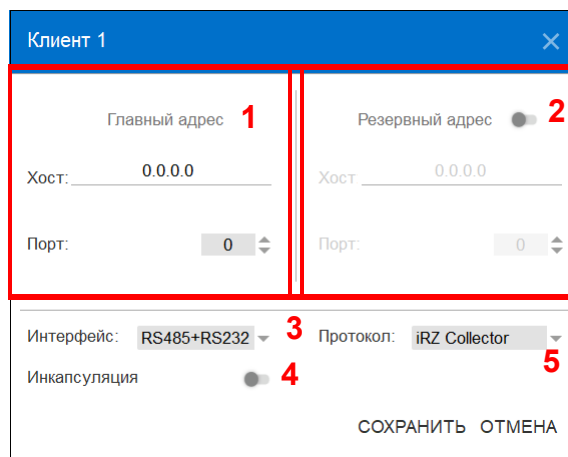 Клиент 1
Главный адрес 1
Резервный адрес 2
Хост: 0.0.0.0
Хост 0.0.0.0
Порт: 0
Порт: 0
Интерфейс: RS485+RS232 3
Протокол: iRZ Collector 5
Инкапсуляция 4
СОХРАНИТЬ ОТМЕНА